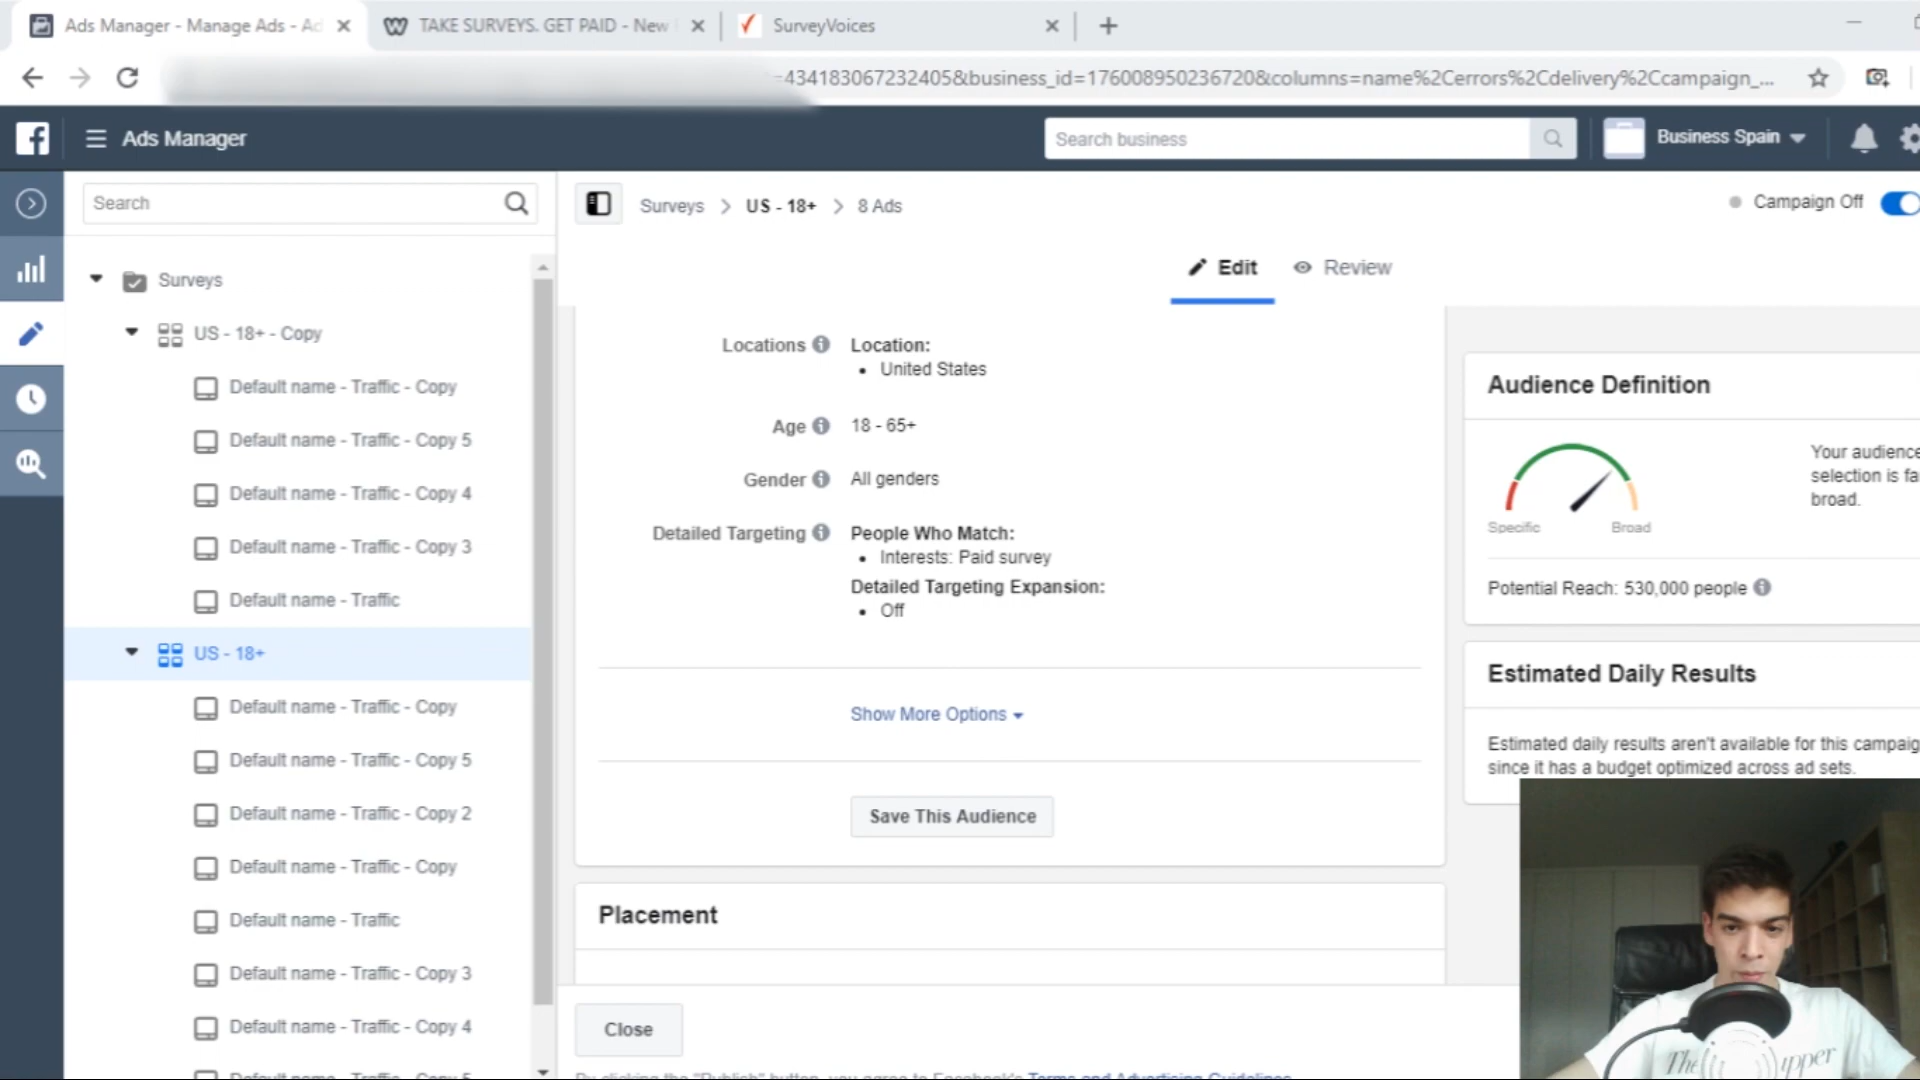 Ads Manager - Manage Ads - Ad
TAKE SURVEYS. GET PAID - New
SurveyVoices
=434183067232405&business_id=176008950236720&columns=name%2Cerrors%2Cdelivery%2Ccampaign_...
Ads Manager
Search business
Business Spain
Search
Surveys
US - 18+ - Copy
Default name - Traffic - Copy
Default name - Traffic - Copy 5
Default name - Traffic - Copy 4
Default name - Traffic - Copy 3
Default name - Traffic
US - 18+
Default name - Traffic - Copy
Default name - Traffic - Copy 5
Default name - Traffic - Copy 2
Default name - Traffic - Copy
Default name - Traffic
Default name - Traffic - Copy 3
Default name - Traffic - Copy 4
Default name - Traffic - Copy 5
Surveys > US - 18+ > 8 Ads
Campaign Off
Edit
Review
Locations
Location:
• United States
Age
18 - 65+
Gender
All genders
Detailed Targeting
People Who Match:
• Interests: Paid survey
Detailed Targeting Expansion:
• Off
Show More Options
Save This Audience
Placement
Close
By clicking the "Publish" button, you agree to Facebook's Terms and Advertising Guidelines
Audience Definition
Specific
Broad
Your audience
selection is fa
broad.
Potential Reach: 530,000 people
Estimated Daily Results
Estimated daily results aren't available for this campaig
since it has a budget optimized across ad sets.
The